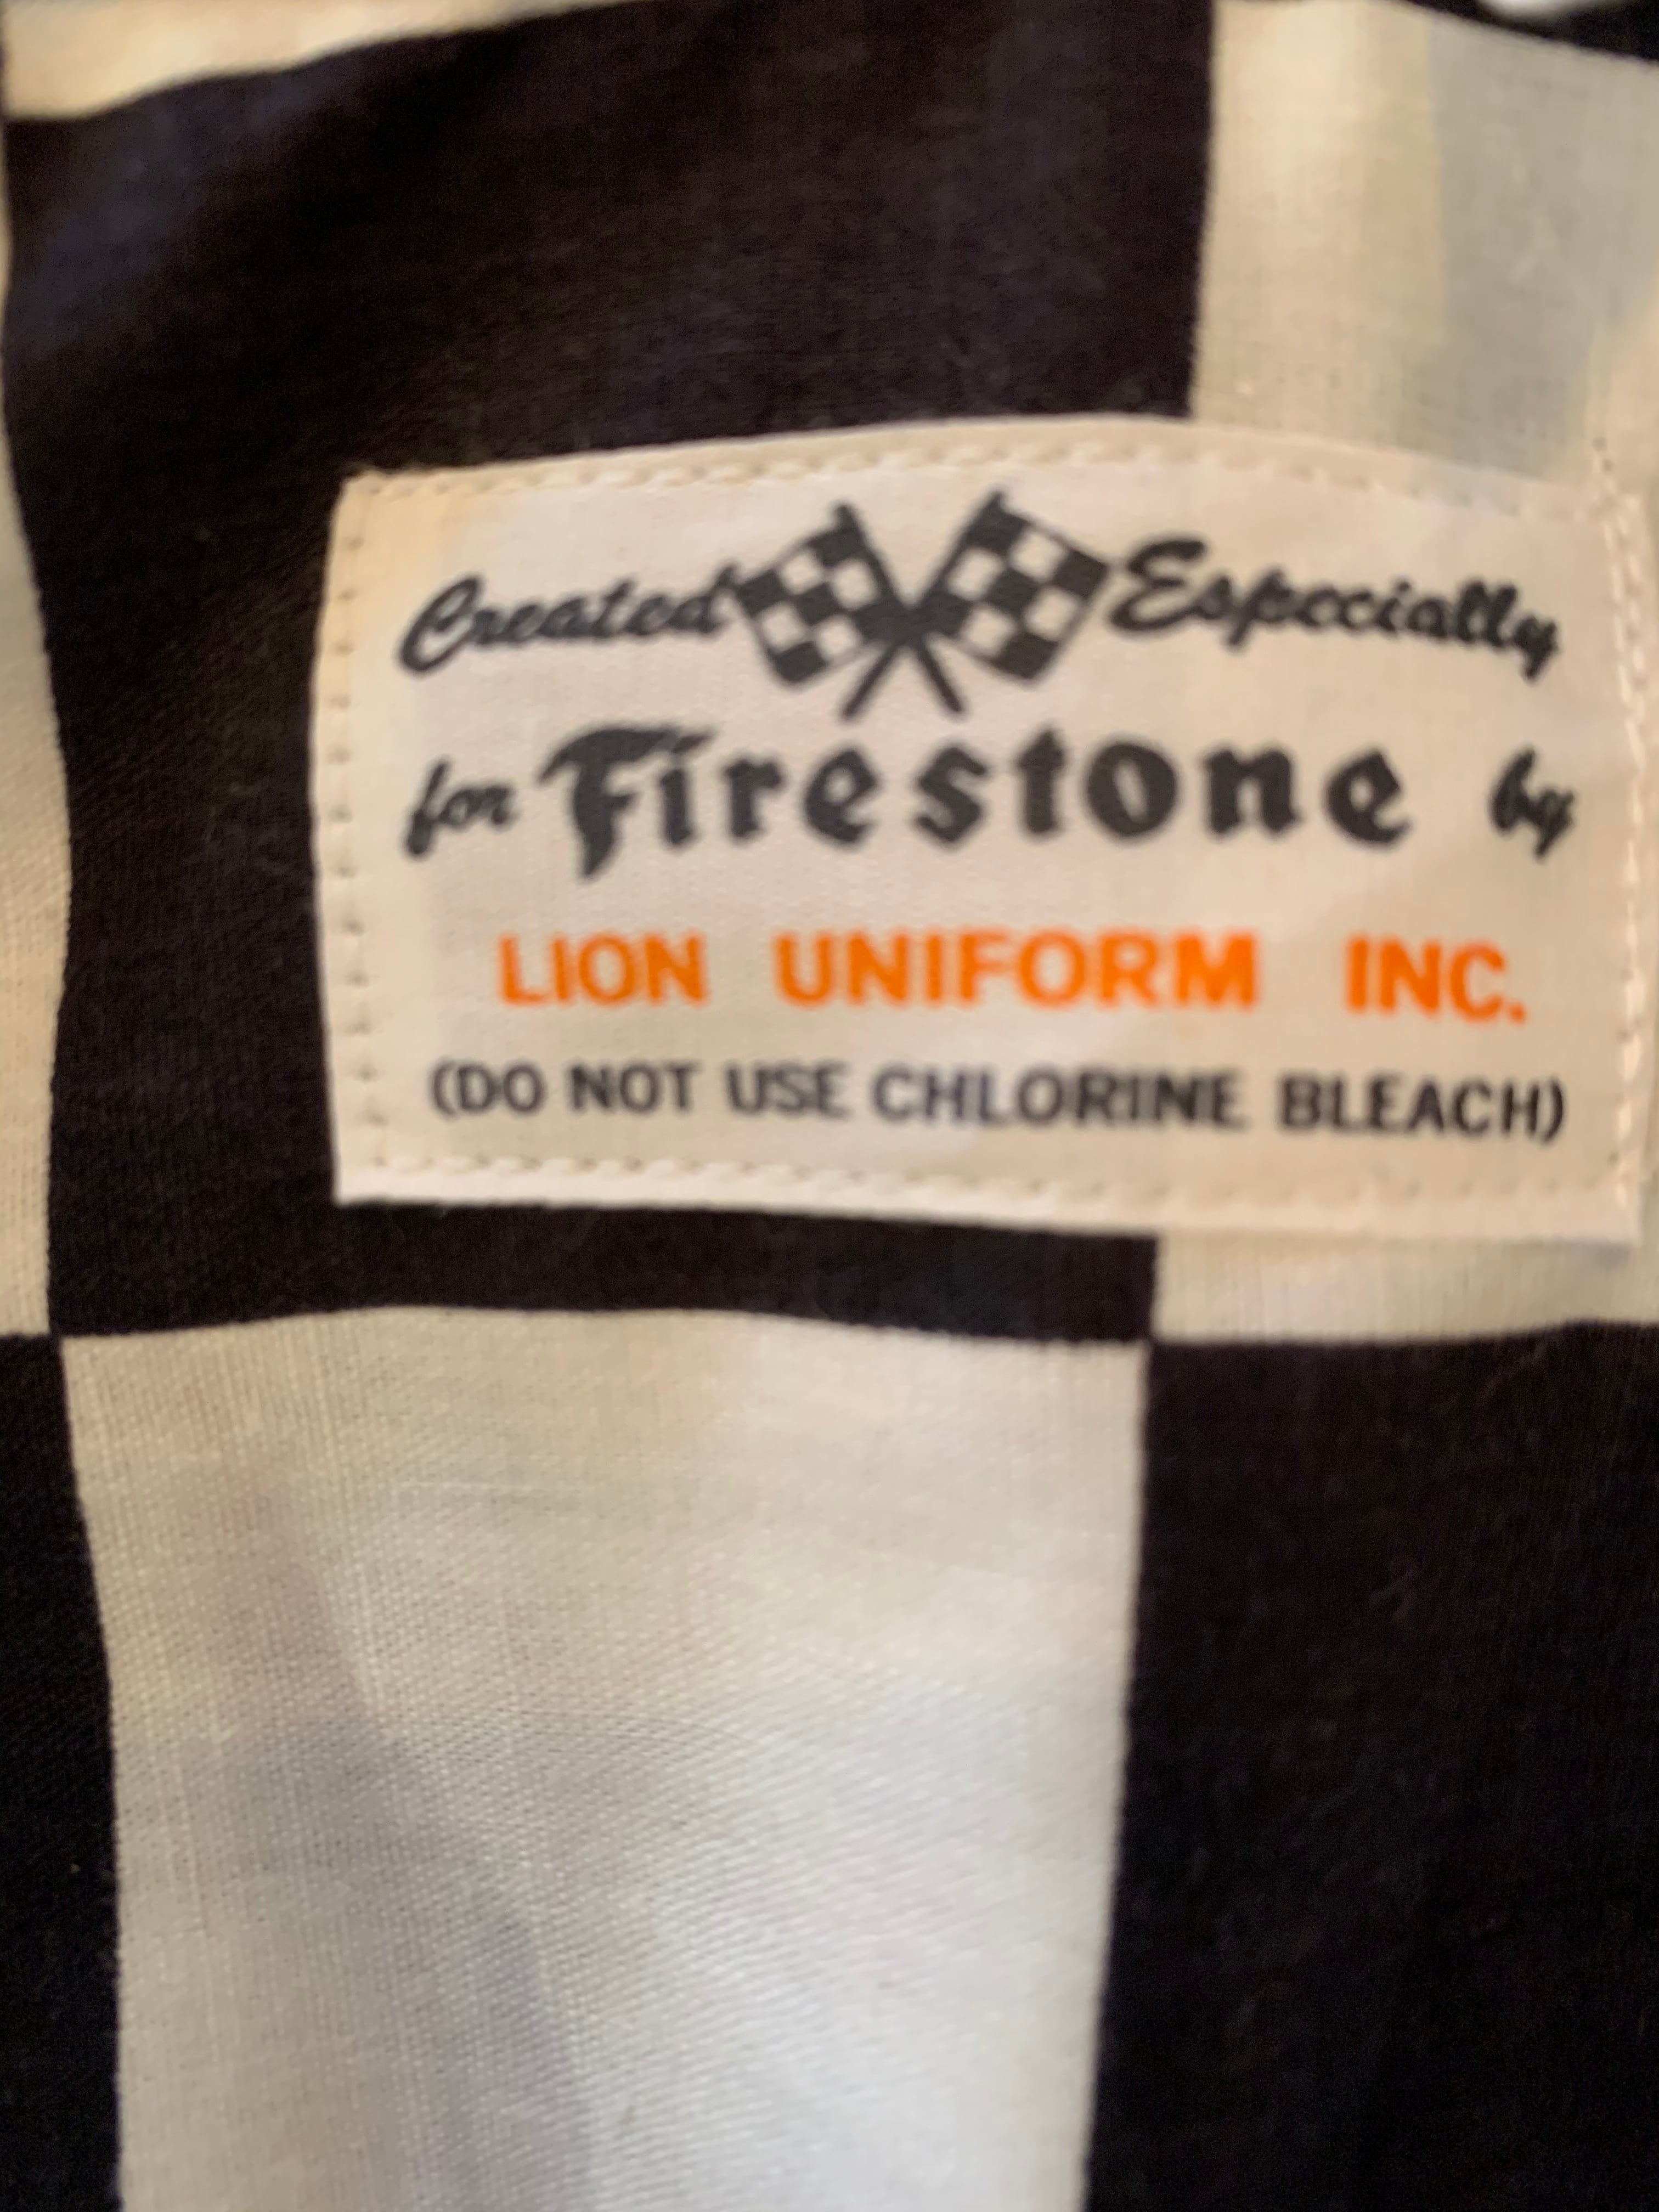 Created Especially
for Firestone by
LION UNIFORM INC.
(DO NOT USE CHLORINE BLEACH)